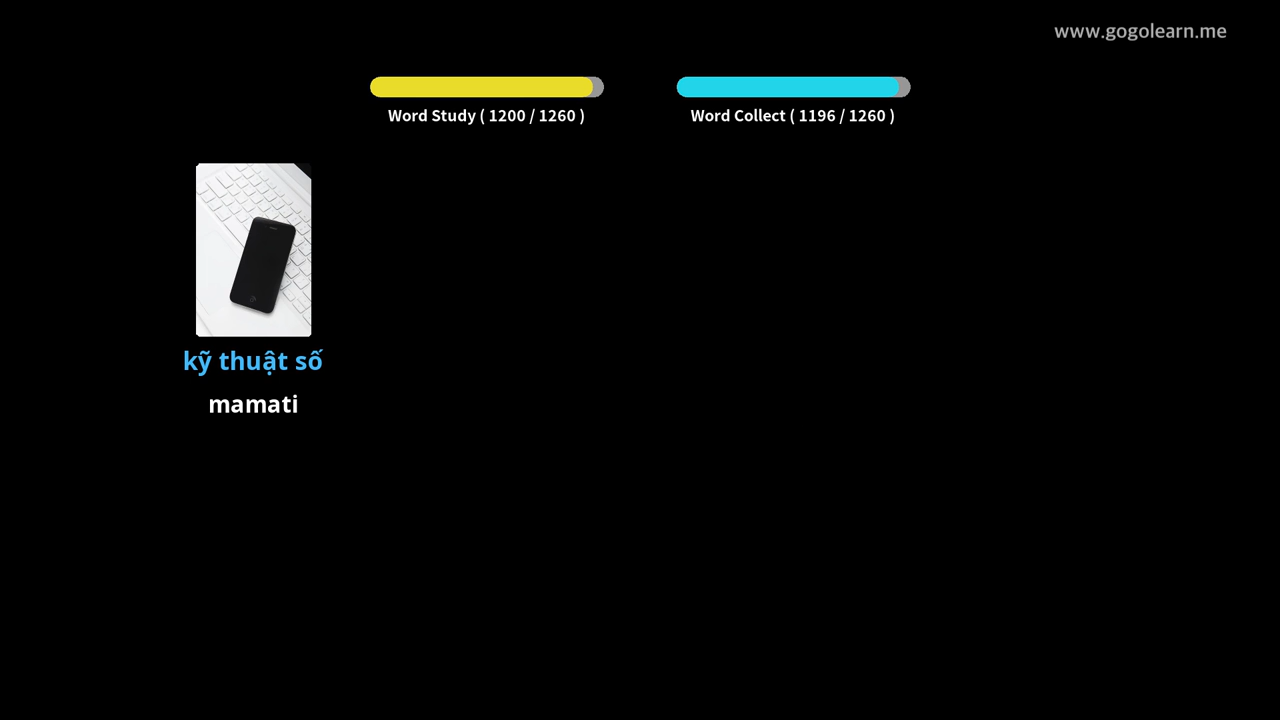 www.gogolearn.me
Word Study ( 1200 / 1260 )
Word Collect ( 1196 / 1260 )
kỹ thuật số
mamati